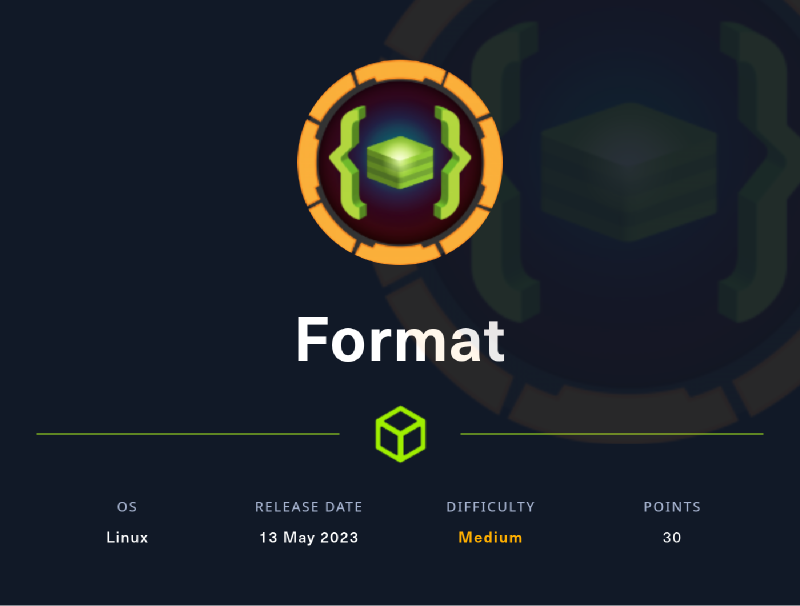 Format
OS RELEASE DATE DIFFICULTY POINTS
Linux 13 May 2023 Medium 30